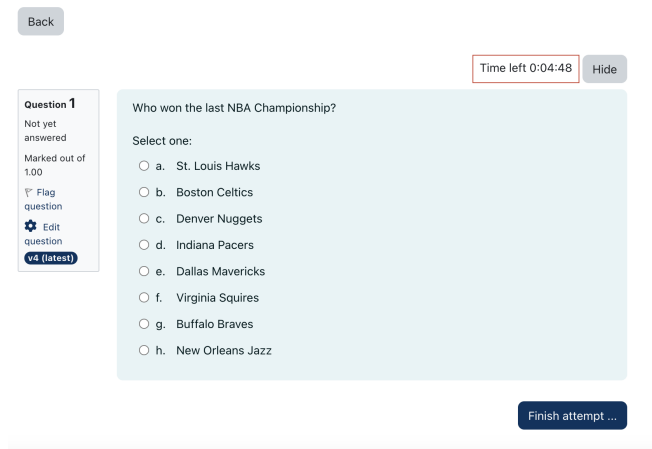 Back
Time left 0:04:48
Hide
Question 1
Not yet
answered
Marked out of
1.00
Flag
question
Edit
question
v4 (latest)
Who won the last NBA Championship?
Select one:
a. St. Louis Hawks
b. Boston Celtics
c. Denver Nuggets
d. Indiana Pacers
e. Dallas Mavericks
f. Virginia Squires
g. Buffalo Braves
h. New Orleans Jazz
Finish attempt ...